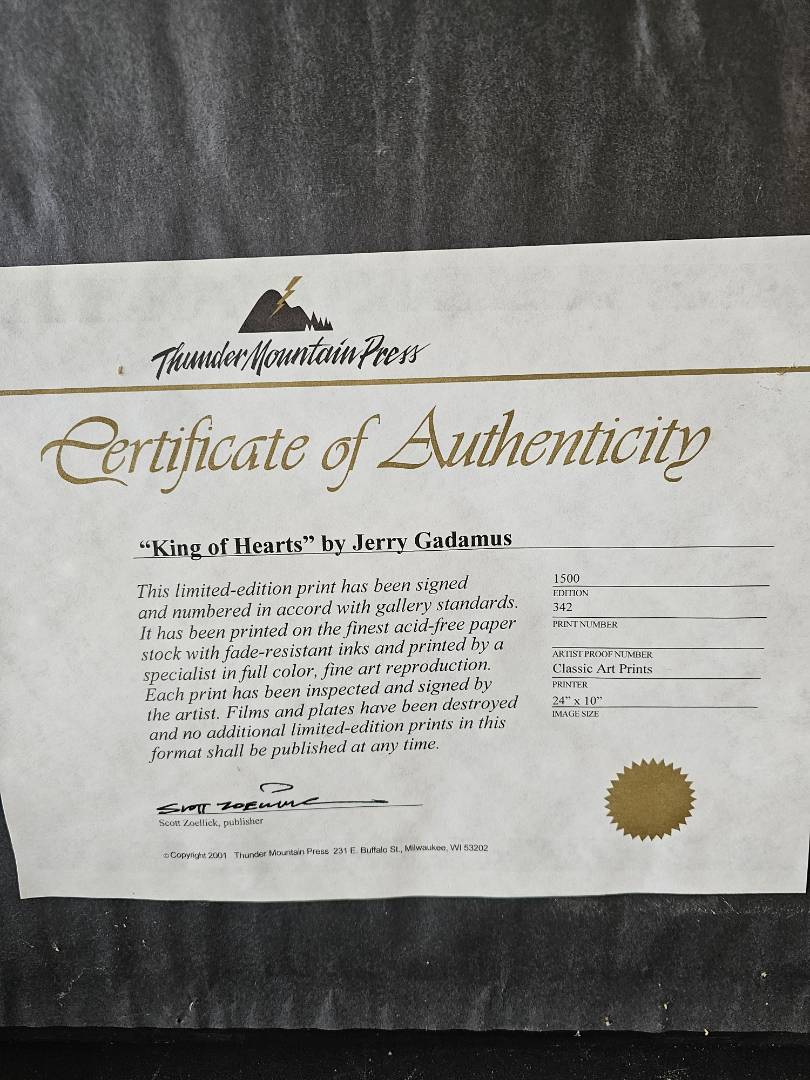 Thunder Mountain Press
Certificate of Authenticity
“King of Hearts” by Jerry Gadamus
This limited-edition print has been signed
and numbered in accord with gallery standards.
It has been printed on the finest acid-free paper
stock with fade-resistant inks and printed by a
specialist in full color, fine art reproduction.
Each print has been inspected and signed by
the artist. Films and plates have been destroyed
and no additional limited-edition prints in this
format shall be published at any time.
1500
EDITION
342
PRINT NUMBER
ARTIST PROOF NUMBER
Classic Art Prints
PRINTER
24” x 10”
IMAGE SIZE
Scott Zoellick
Scott Zoellick, publisher
© Copyright 2001 Thunder Mountain Press 231 E. Buffalo St., Milwaukee, WI 53202